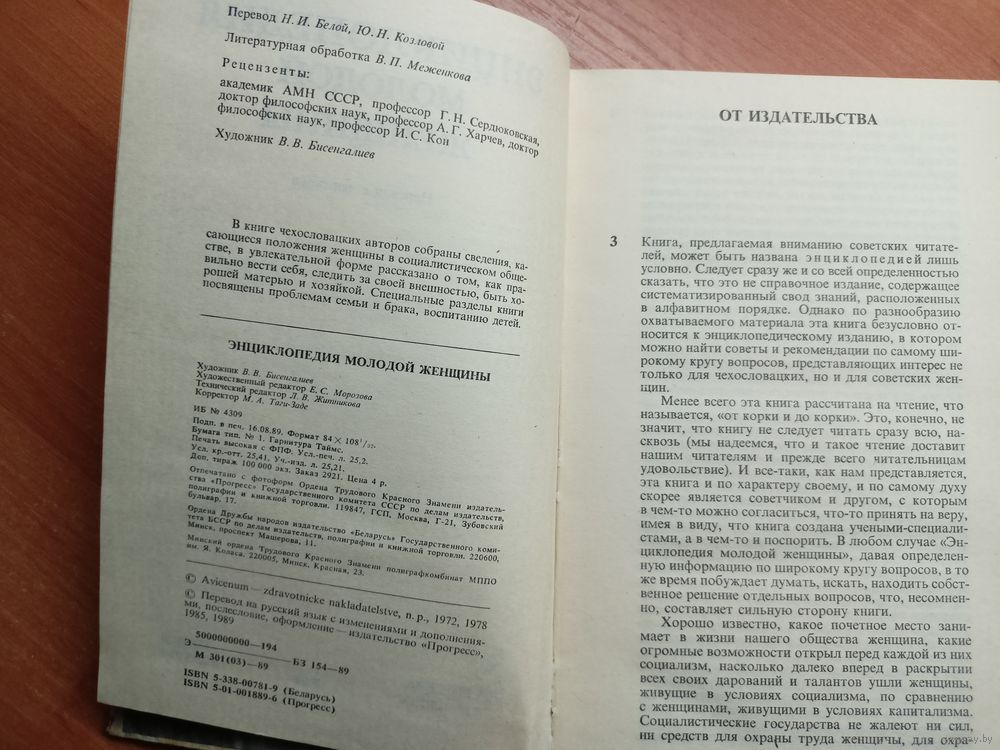 Перевод Н. И. Белой, Ю. Н. Козловой
Литературная обработка В. П. Меженкова
Рецензенты:
академик АМН СССР, профессор Г. Н. Сердюковская,
доктор философских наук, профессор А. Г. Харчев, доктор
философских наук, профессор И. С. Кон
Художник В. В. Бисенгалиев
В книге чехословацких авторов собраны сведения, ка-
сающиеся положения женщины в социалистическом обще-
стве, в увлекательной форме рассказано о том, как пра-
вильно вести себя, следить за своей внешностью, быть хо-
рошей матерью и хозяйкой. Специальные разделы книги
посвящены проблемам семьи и брака, воспитанию детей.
ЭНЦИКЛОПЕДИЯ МОЛОДОЙ ЖЕНЩИНЫ
Художник В. В. Бисенгалиев
Художественный редактор Е. С. Морозова
Технический редактор Л. В. Житникова
Корректор М. А. Таги-Заде
ИБ № 4309
Подп. в печ. 16.08.89. Формат 84 × 108 1/32.
Бумага тип. № 1. Гарнитура Таймс.
Печать высокая с ФПФ. Усл.-печ. л. 25,2.
Усл. кр.-отт. 25,41. Уч.-изд. л. 25,21.
Доп. тираж 100 000 экз. Заказ 2921. Цена 4 р.
Отпечатано с фотоформ Ордена Трудового Красного Знамени издатель-
ства «Прогресс» Государственного комитета СССР по делам издательств,
полиграфии и книжной торговли. 119847, ГСП, Москва, Г-21, Зубовский
бульвар, 17.
Ордена Дружбы народов издательство «Беларусь» Государственного коми-
тета БССР по делам издательств, полиграфии и книжной торговли. 220600,
Минск, проспект Машерова, 11.
Минский ордена Трудового Красного Знамени полиграфкомбинат МППО
им. Я. Коласа. 220005, Минск, Красная, 23.
© Avicenum — zdravotnicke nakladatelstve, n. p., 1972, 1978
© Перевод на русский язык с изменениями и дополнения-
ми, послесловие, оформление — издательство «Прогресс»,
1985, 1989
5000000000—194
Э——БЗ 154—89
М 301(03)—89
ISBN 5-338-00781-9 (Беларусь)
ISBN 5-01-001889-6 (Прогресс)
ОТ ИЗДАТЕЛЬСТВА
3 Книга, предлагаемая вниманию советских читате-
лей, может быть названа энциклопедией лишь
условно. Следует сразу же и со всей определенностью
сказать, что это не справочное издание, содержащее
систематизированный свод знаний, расположенных
в алфавитном порядке. Однако по разнообразию
охватываемого материала эта книга безусловно от-
носится к энциклопедическому изданию, в котором
можно найти советы и рекомендации по самому ши-
рокому кругу вопросов, представляющих интерес не
только для чехословацких, но и для советских жен-
щин.
Менее всего эта книга рассчитана на чтение, что
называется, «от корки и до корки». Это, конечно, не
значит, что книгу не следует читать сразу всю, на-
сквозь (мы надеемся, что и такое чтение доставит
нашим читателям и прежде всего читательницам
удовольствие). И все-таки, как нам представляется,
эта книга и по характеру своему, и по самому духу
скорее является советчиком и другом, с которым
в чем-то можно согласиться, что-то принять на веру,
имея в виду, что книга создана учеными-специали-
стами, а в чем-то и поспорить. В любом случае «Эн-
циклопедия молодой женщины», давая определен-
ную информацию по широкому кругу вопросов, в то
же время побуждает думать, искать, находить собст-
венное решение отдельных вопросов, что, несомнен-
но, составляет сильную сторону книги.
Хорошо известно, какое почетное место зани-
мает в жизни нашего общества женщина, какие
огромные возможности открыл перед каждой из них
социализм, насколько далеко вперед в раскрытии
всех своих дарований и талантов ушли женщины,
живущие в условиях социализма, по сравнению
с женщинами, живущими в условиях капитализма.
Социалистические государства не жалеют ни сил,
ни средств для охраны труда женщины, для охра-